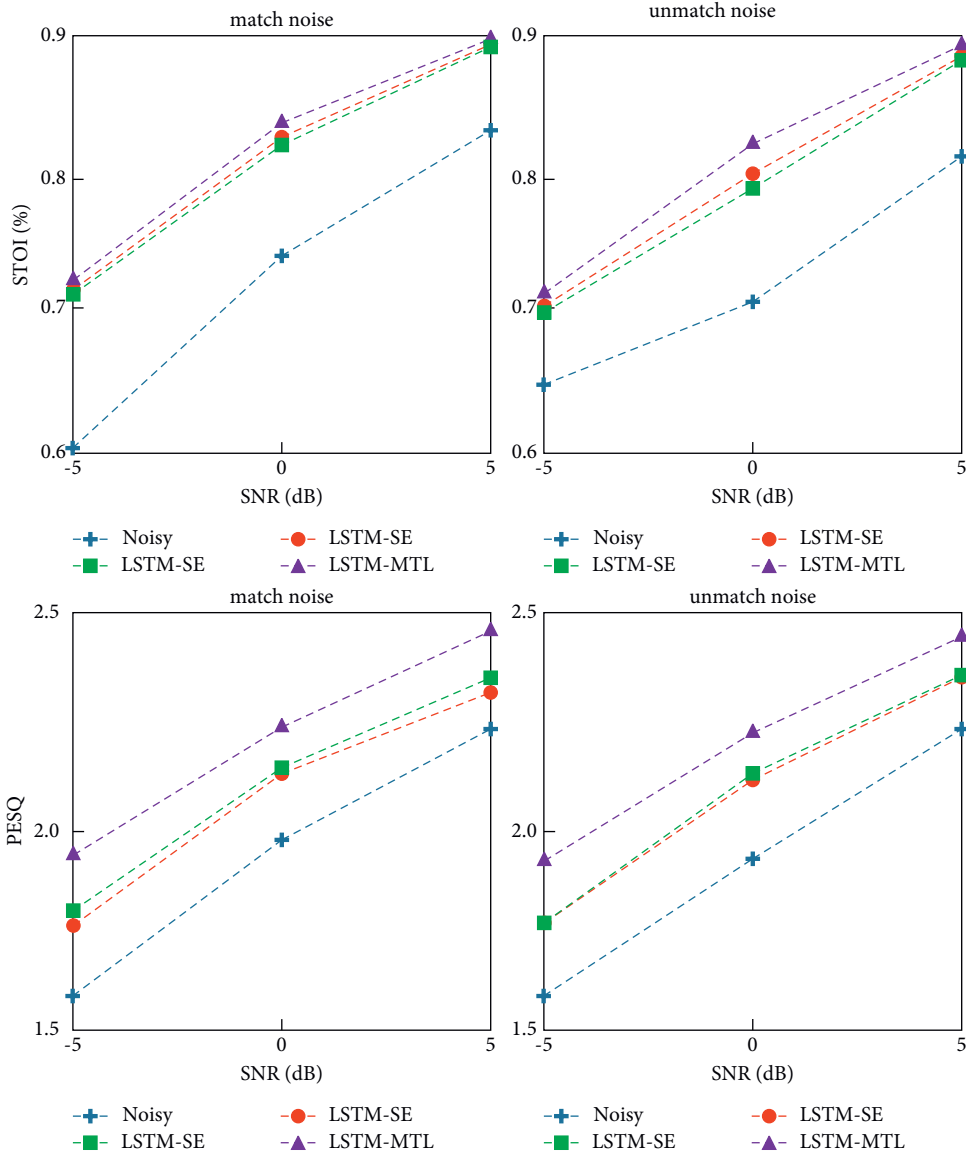 match noise
unmatch noise
0.9
0.8
0.7
0.6
STOI (%)
-5
0
5
SNR (dB)
0.9
0.8
0.7
0.6
-5
0
5
SNR (dB)
Noisy
LSTM-SE
LSTM-SE
LSTM-MTL
Noisy
LSTM-SE
LSTM-SE
LSTM-MTL
match noise
unmatch noise
2.5
2.0
1.5
PESQ
-5
0
5
SNR (dB)
2.5
2.0
1.5
-5
0
5
SNR (dB)
Noisy
LSTM-SE
LSTM-SE
LSTM-MTL
Noisy
LSTM-SE
LSTM-SE
LSTM-MTL